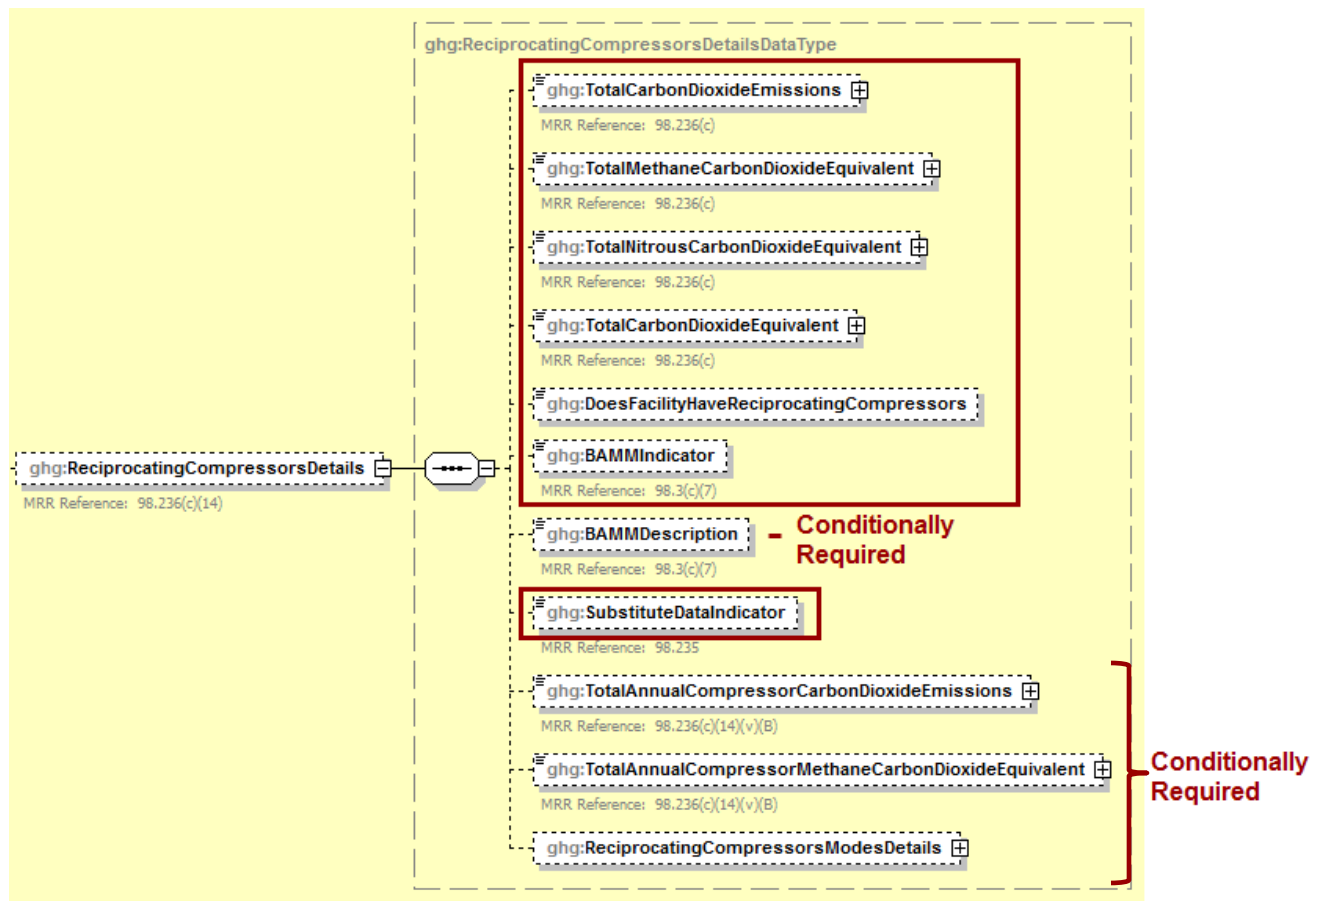 ghg:ReciprocatingCompressorsDetailsDataType
ghg:TotalCarbonDioxideEmissions
MRR Reference: 98.236(c)
ghg:TotalMethaneCarbonDioxideEquivalent
MRR Reference: 98.236(c)
ghg:TotalNitrousCarbonDioxideEquivalent
MRR Reference: 98.236(c)
ghg:TotalCarbonDioxideEquivalent
MRR Reference: 98.236(c)
ghg:DoesFacilityHaveReciprocatingCompressors
ghg:BAMMIndicator
MRR Reference: 98.3(c)(7)
ghg:ReciprocatingCompressorsDetails
MRR Reference: 98.236(c)(14)
ghg:BAMMDescription
MRR Reference: 98.3(c)(7)
- Conditionally
Required
ghg:SubstituteDataIndicator
MRR Reference: 98.235
ghg:TotalAnnualCompressorCarbonDioxideEmissions
MRR Reference: 98.236(c)(14)(v)(B)
ghg:TotalAnnualCompressorMethaneCarbonDioxideEquivalent
MRR Reference: 98.236(c)(14)(v)(B)
ghg:ReciprocatingCompressorsModesDetails
Conditionally
Required